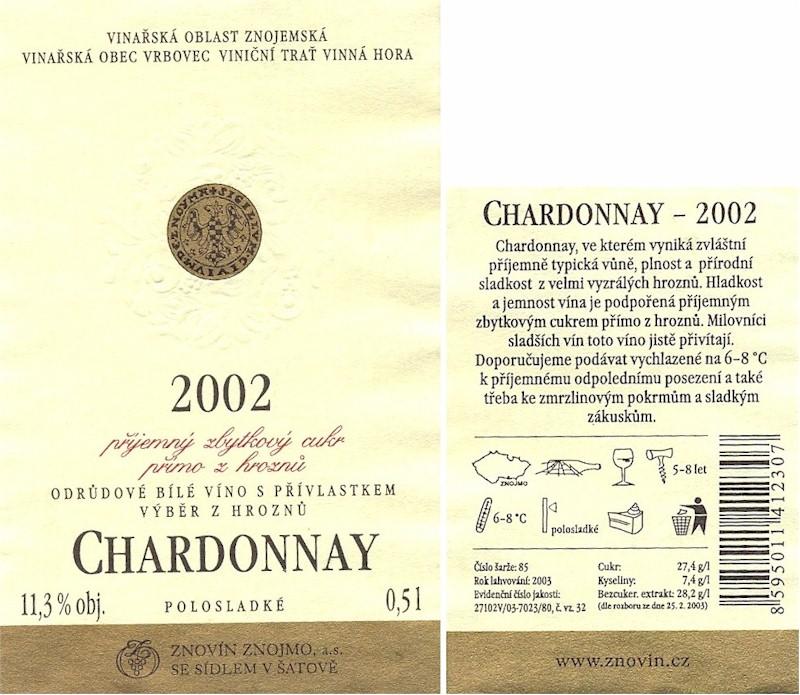 VINAŘSKÁ OBLAST ZNOJEMSKÁ
VINAŘSKÁ OBEC VRBOVEC VINIČNÍ TRAŤ VINNÁ HORA
2002
příjemný zbytkový cukr
přímo z hroznů
ODRŮDOVÉ BÍLÉ VÍNO S PŘÍVLASTKEM
VÝBĚR Z HROZNŮ
CHARDONNAY
11,3 % obj. POLOSLADKÉ 0,5 l
ZNOVÍN ZNOJMO, a.s.
SE SÍDLEM V ŠATOVĚ
CHARDONNAY – 2002
Chardonnay, ve kterém vyniká zvláštní
příjemně typická vůně, plnost a přírodní
sladkost z velmi vyzrálých hroznů. Hladkost
a jemnost vína je podpořená příjemným
zbytkovým cukrem přímo z hroznů. Milovníci
sladších vín toto víno jistě přivítají.
Doporučujeme podávat vychlazené na 6–8 °C
k příjemnému odpolednímu posezení a také
třeba ke zmrzlinovým pokrmům a sladkým
zákuskům.
ZNOJMO
5-8 let
6–8 °C
polosladké
Číslo šarže: 85
Rok lahvování: 2003
Evidenční číslo jakosti:
27102V/03-7023/80, č. vz. 32
Cukr: 27,4 g/l
Kyseliny: 7,4 g/l
Bezcuker. extrakt: 28,2 g/l
(dle rozboru ze dne 25. 2. 2003)
8 595011 412307
www.znovin.cz